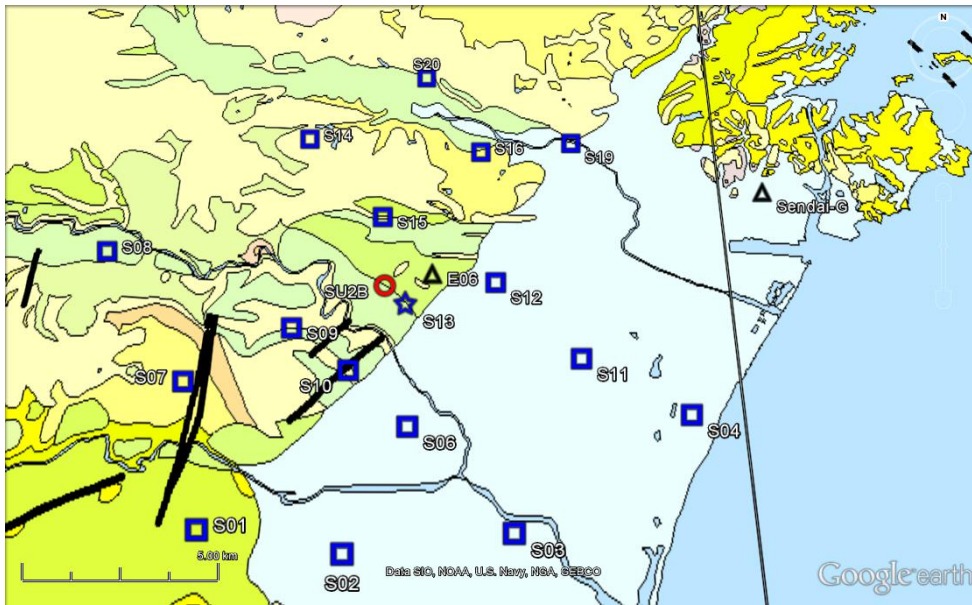 N
S20
S14
S16
S19
Sendai-G
S15
S08
E06
SU2B
S12
S13
S09
S11
S07
S10
S04
S06
S01
S03
5.00 km
S02
Data SIO, NOAA, U.S. Navy, NGA, GEBCO
Google earth